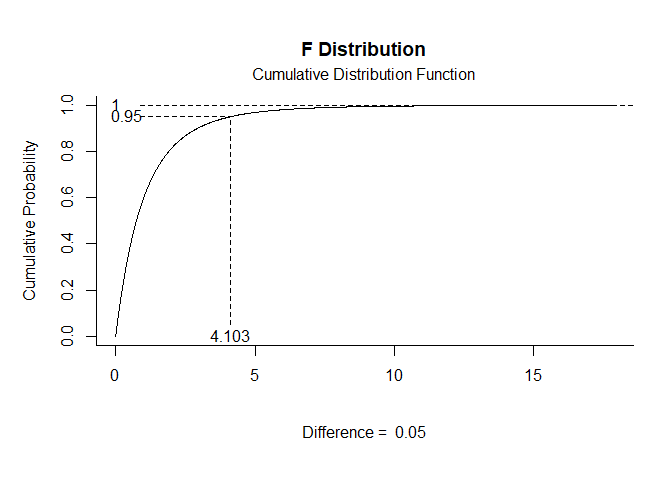 F Distribution
Cumulative Distribution Function
Cumulative Probability
1.0
0.8
0.6
0.4
0.2
0.0
1
0.95
4.103
0 5 10 15
Difference = 0.05